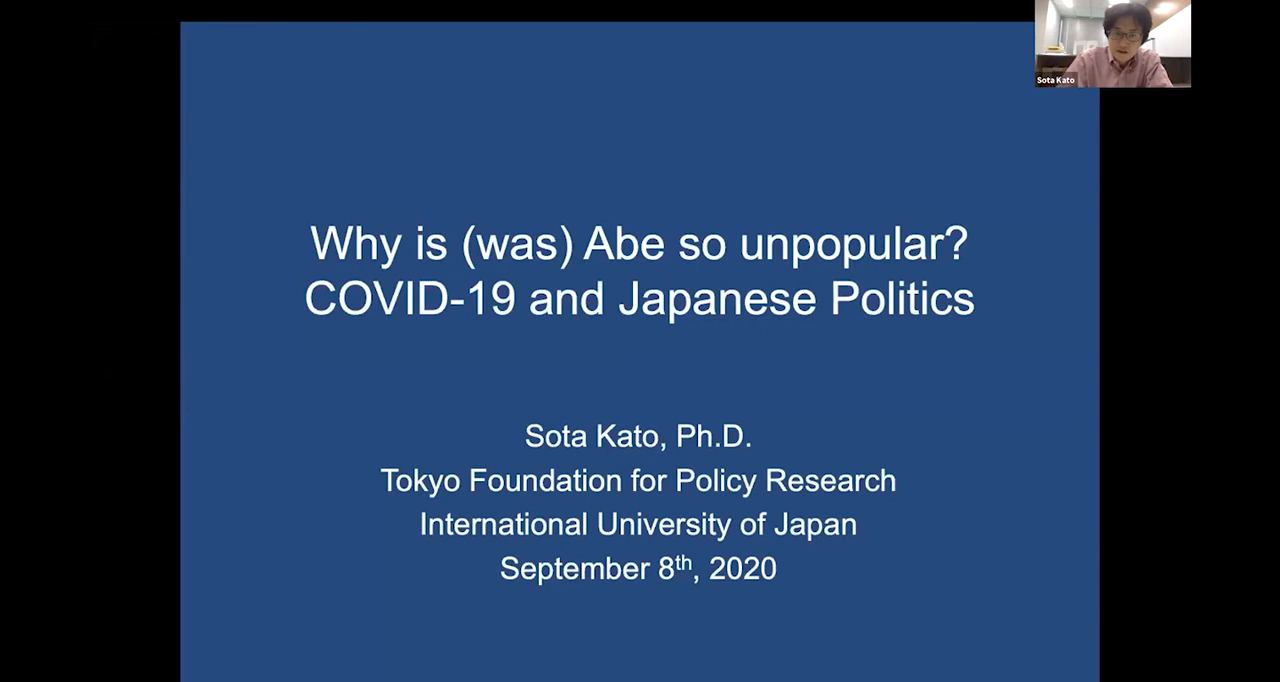 Sota Kato
Why is (was) Abe so unpopular?
COVID-19 and Japanese Politics
Sota Kato, Ph.D.
Tokyo Foundation for Policy Research
International University of Japan
September 8th, 2020